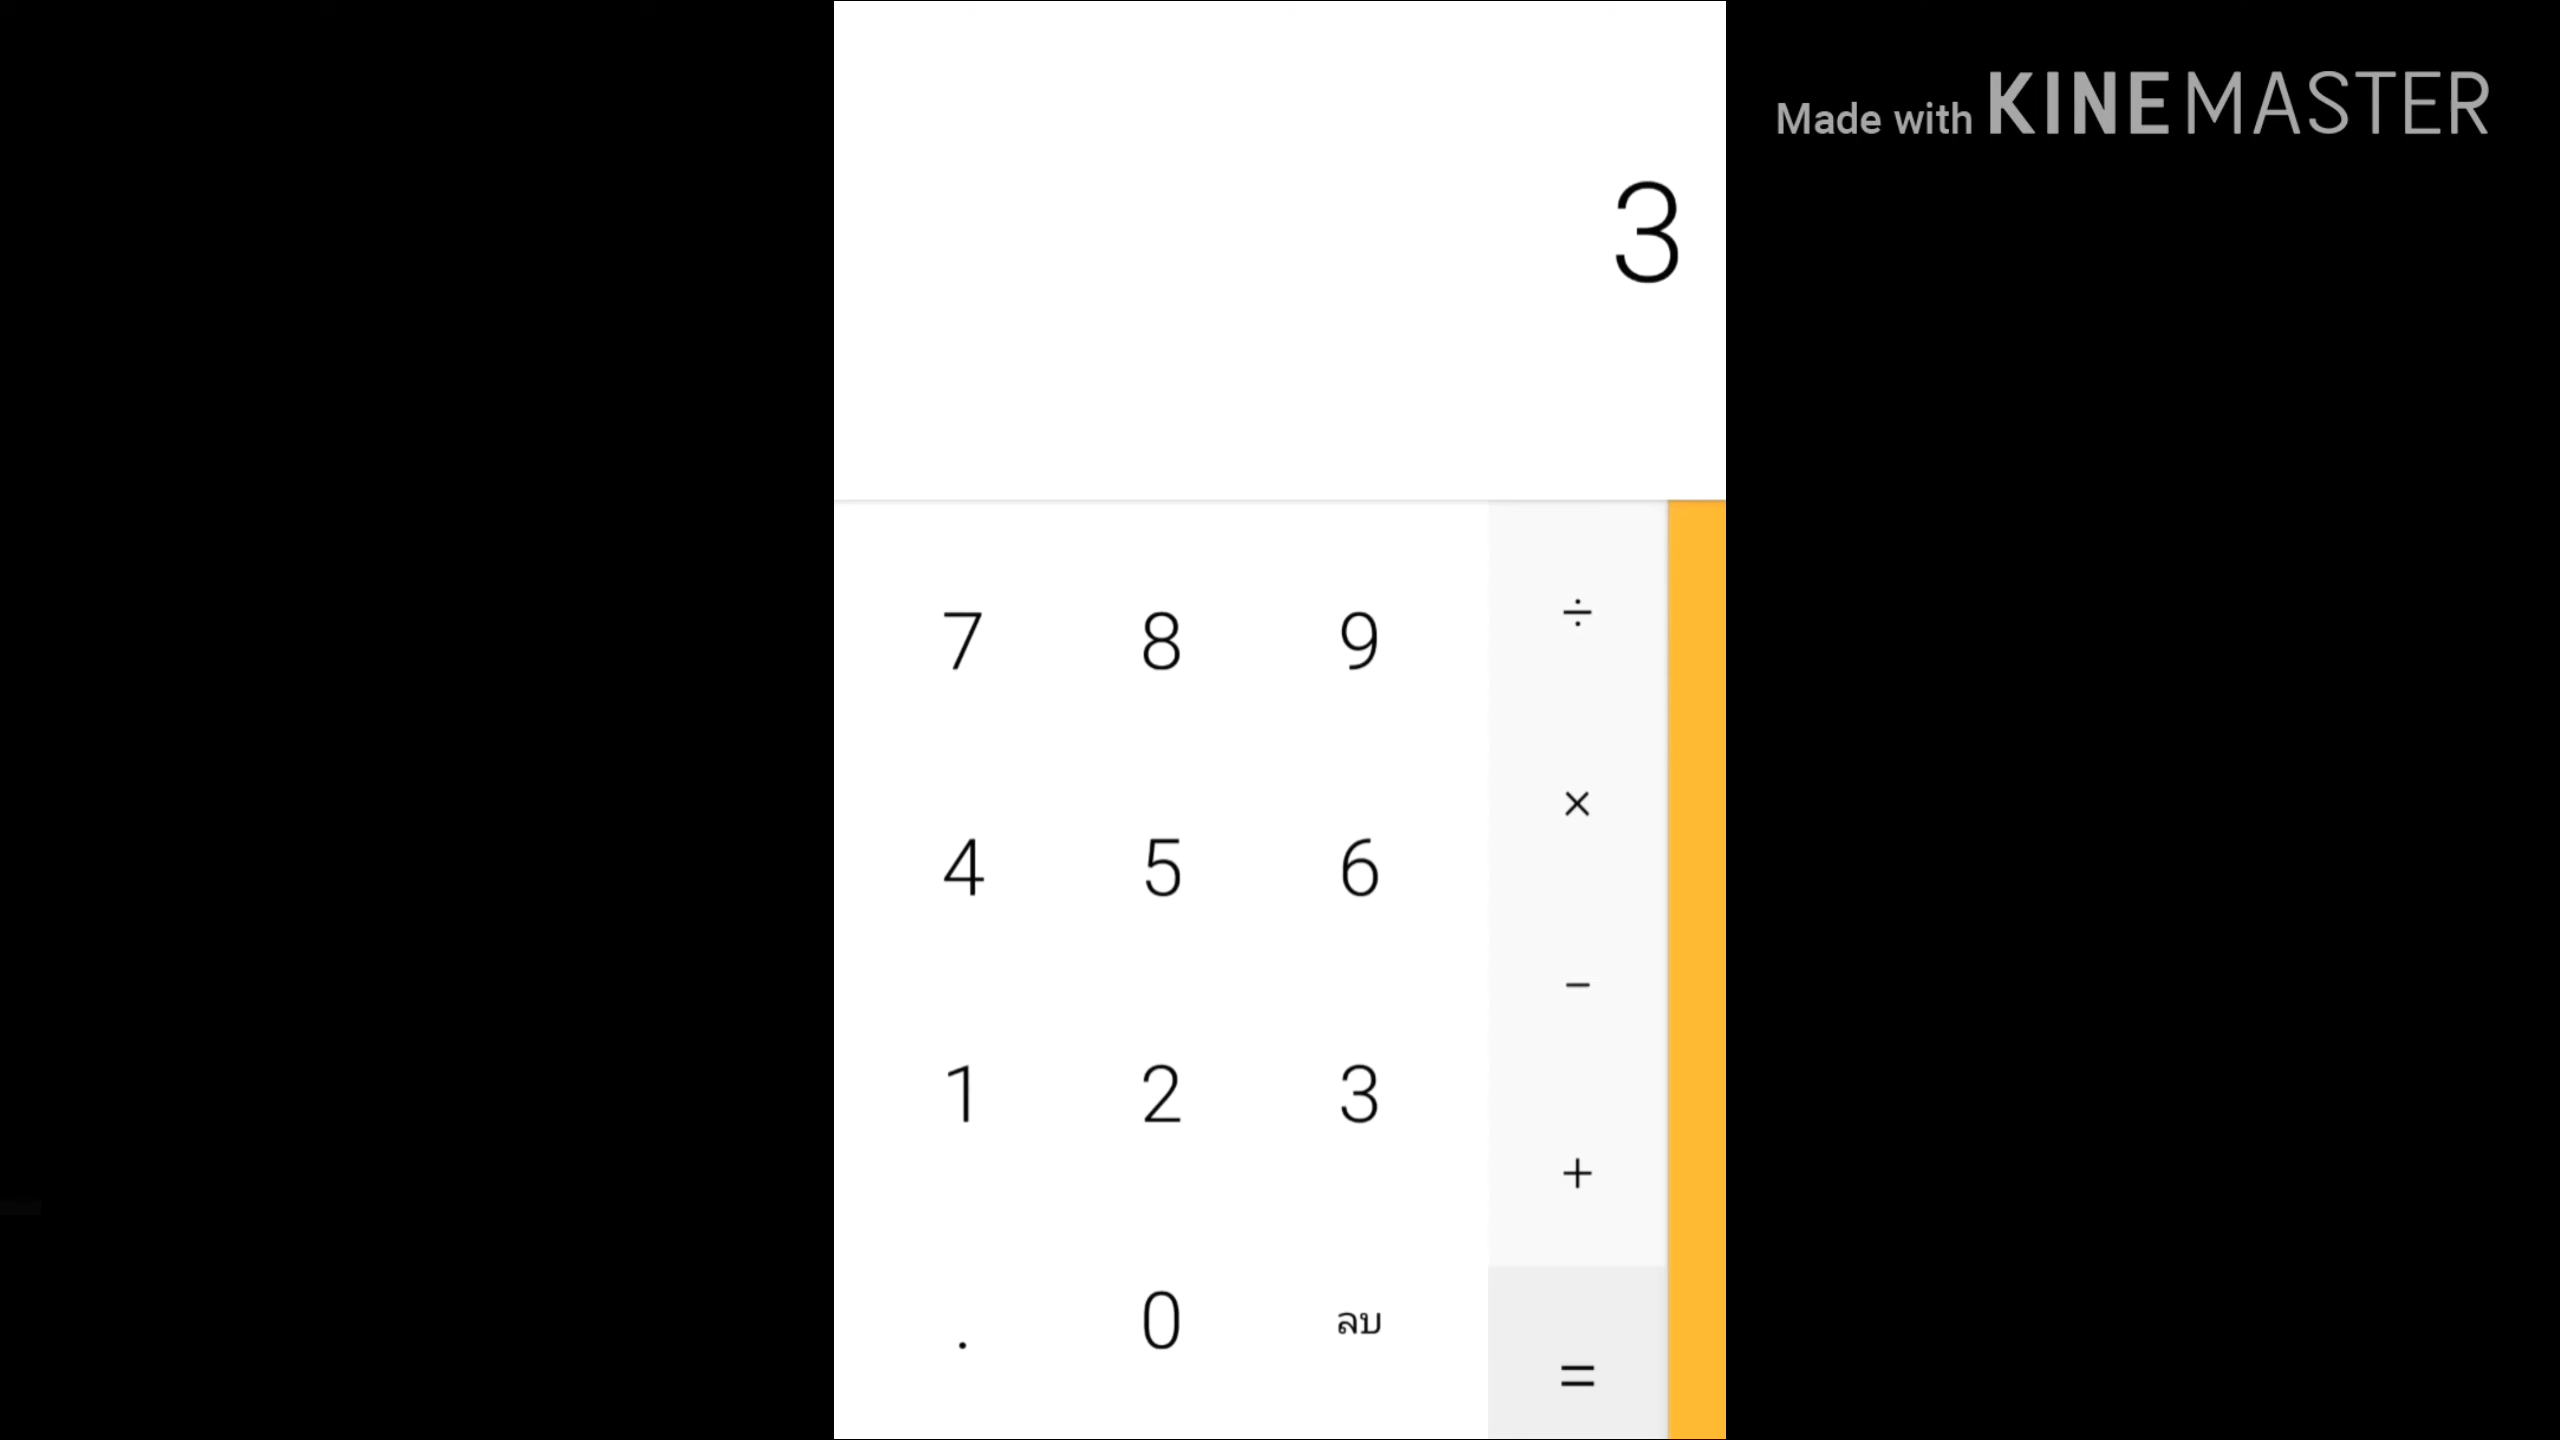 Made with KINEMASTER
3
7 8 9 ÷
4 5 6 ×
1 2 3 −
+
. 0 ลบ =